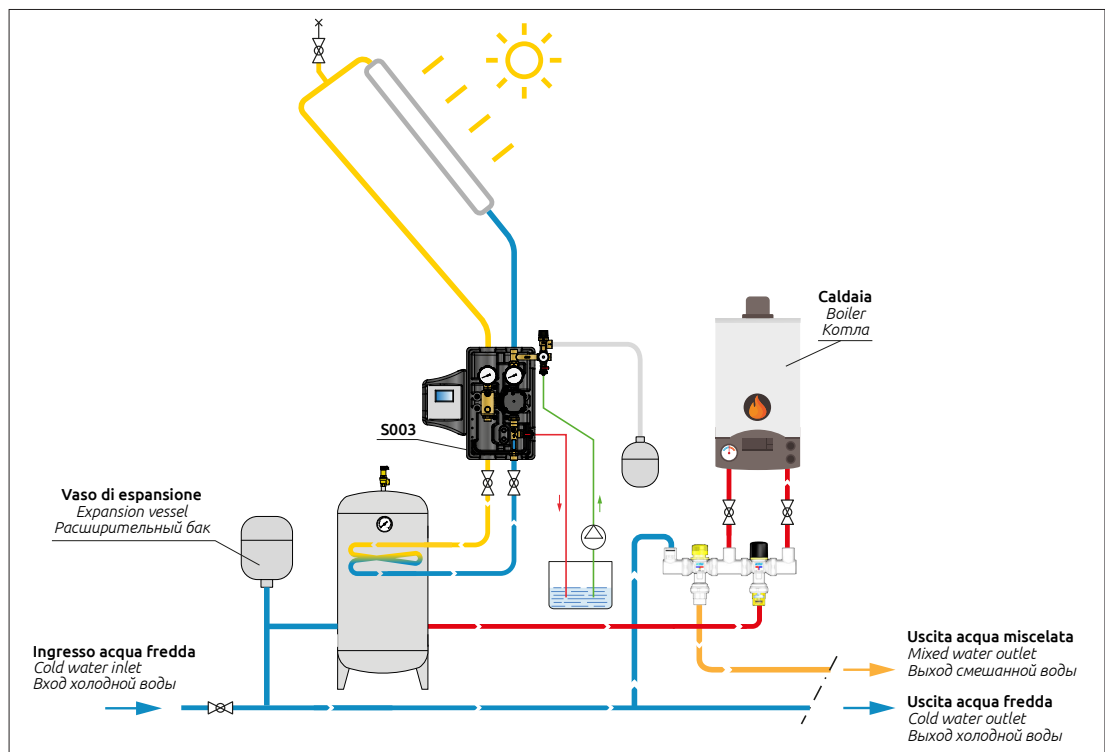 Caldaia
Boiler
Котла
S003
Vaso di espansione
Expansion vessel
Расширительный бак
Ingresso acqua fredda
Cold water inlet
Вход холодной воды
Uscita acqua miscelata
Mixed water outlet
Выход смешанной воды
Uscita acqua fredda
Cold water outlet
Выход холодной воды